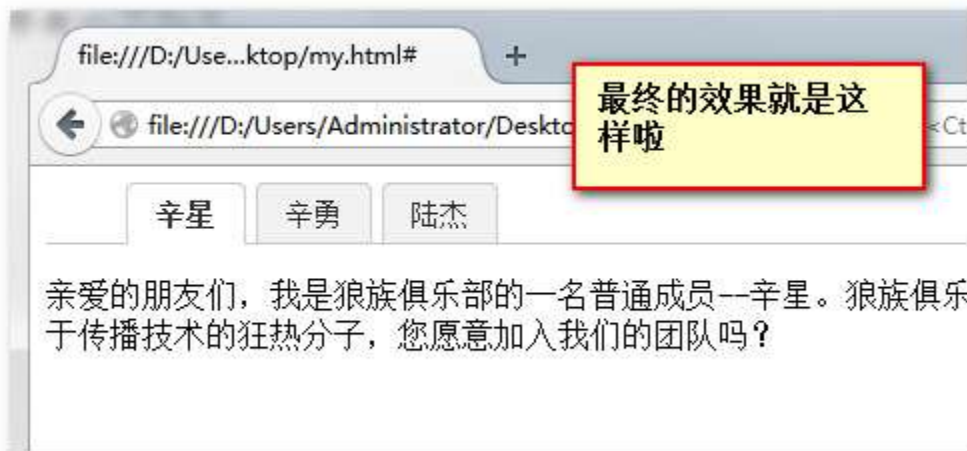 file:///D:/Use...ktop/my.html#
+
最终的效果就是这
样啦
file:///D:/Users/Administrator/Deskto
<Ct
辛星 辛勇 陆杰
亲爱的朋友们，我是狼族俱乐部的一名普通成员--辛星。狼族俱乐
于传播技术的狂热分子，您愿意加入我们的团队吗？